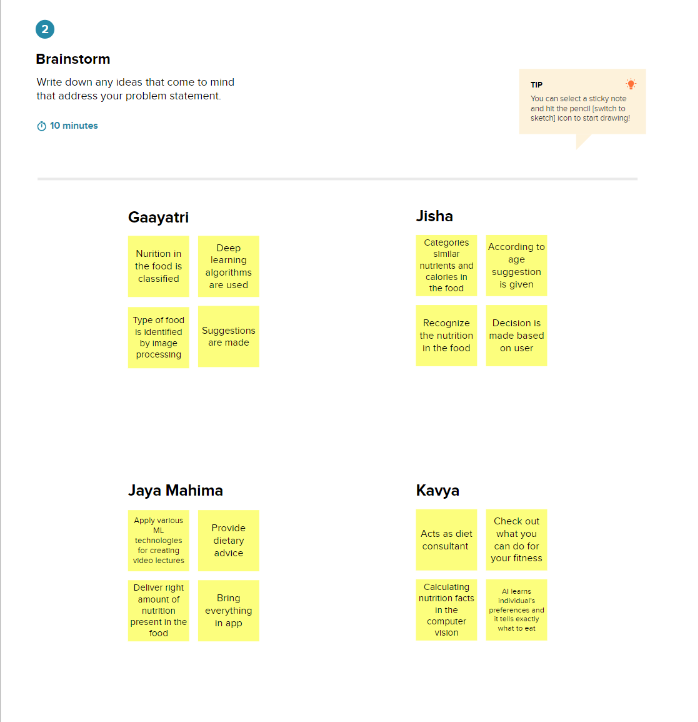 2
Brainstorm
Write down any ideas that come to mind
that address your problem statement.
10 minutes
TIP
You can select a sticky note
and hit the pencil [switch to
sketch] icon to start drawing!
Gaayatri
Nurition in
the food is
classified
Deep
learning
algorithms
are used
Type of food
is identified
by image
processing
Suggestions
are made
Jisha
Categories
similar
nutrients and
calories in
the food
According to
age
suggestion
is given
Recognize
the nutrition
in the food
Decision is
made based
on user
Jaya Mahima
Apply various
ML
technologies
for creating
video lectures
Provide
dietary
advice
Deliver right
amount of
nutrition
present in the
food
Bring
everything
in app
Kavya
Acts as diet
consultant
Check out
what you
can do for
your fitness
Calculating
nutrition facts
in the
computer
vision
AI learns
individual's
preferences and
it tells exactly
what to eat